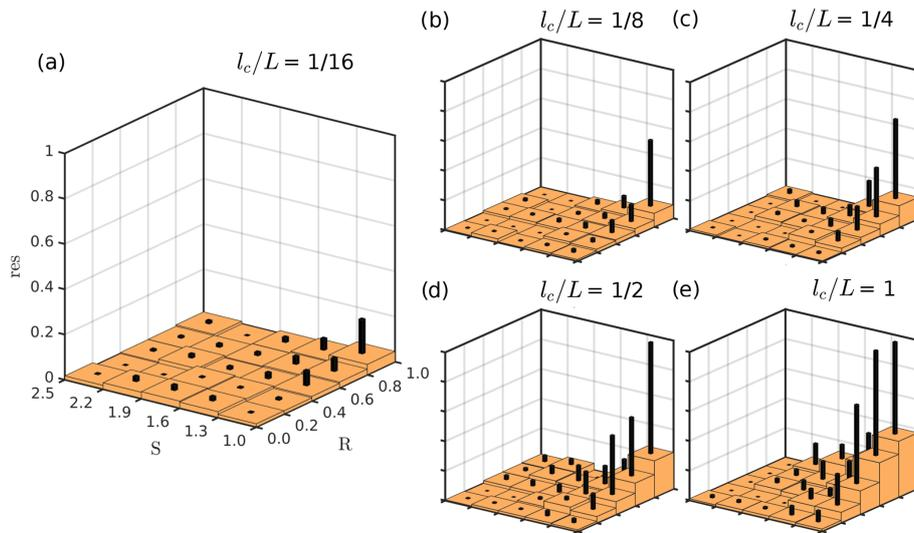 (a)
l_c/L = 1/16
(b)
l_c/L = 1/8
(c)
l_c/L = 1/4
(d)
l_c/L = 1/2
(e)
l_c/L = 1
res
1
0.8
0.6
0.4
0.2
0
2.5
2.2
1.9
1.6
1.3
1.0
S
0.0
0.2
0.4
0.6
0.8
1.0
R